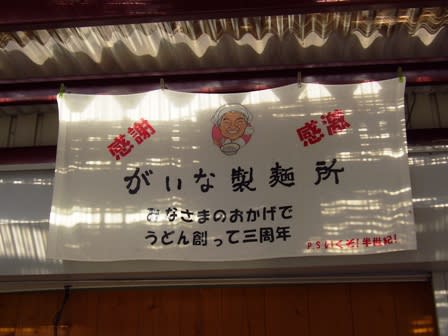 感謝
感激
がいな製麺所
みなさまのおかげで
うどん創って三周年
P.S いくぞ！半世紀！